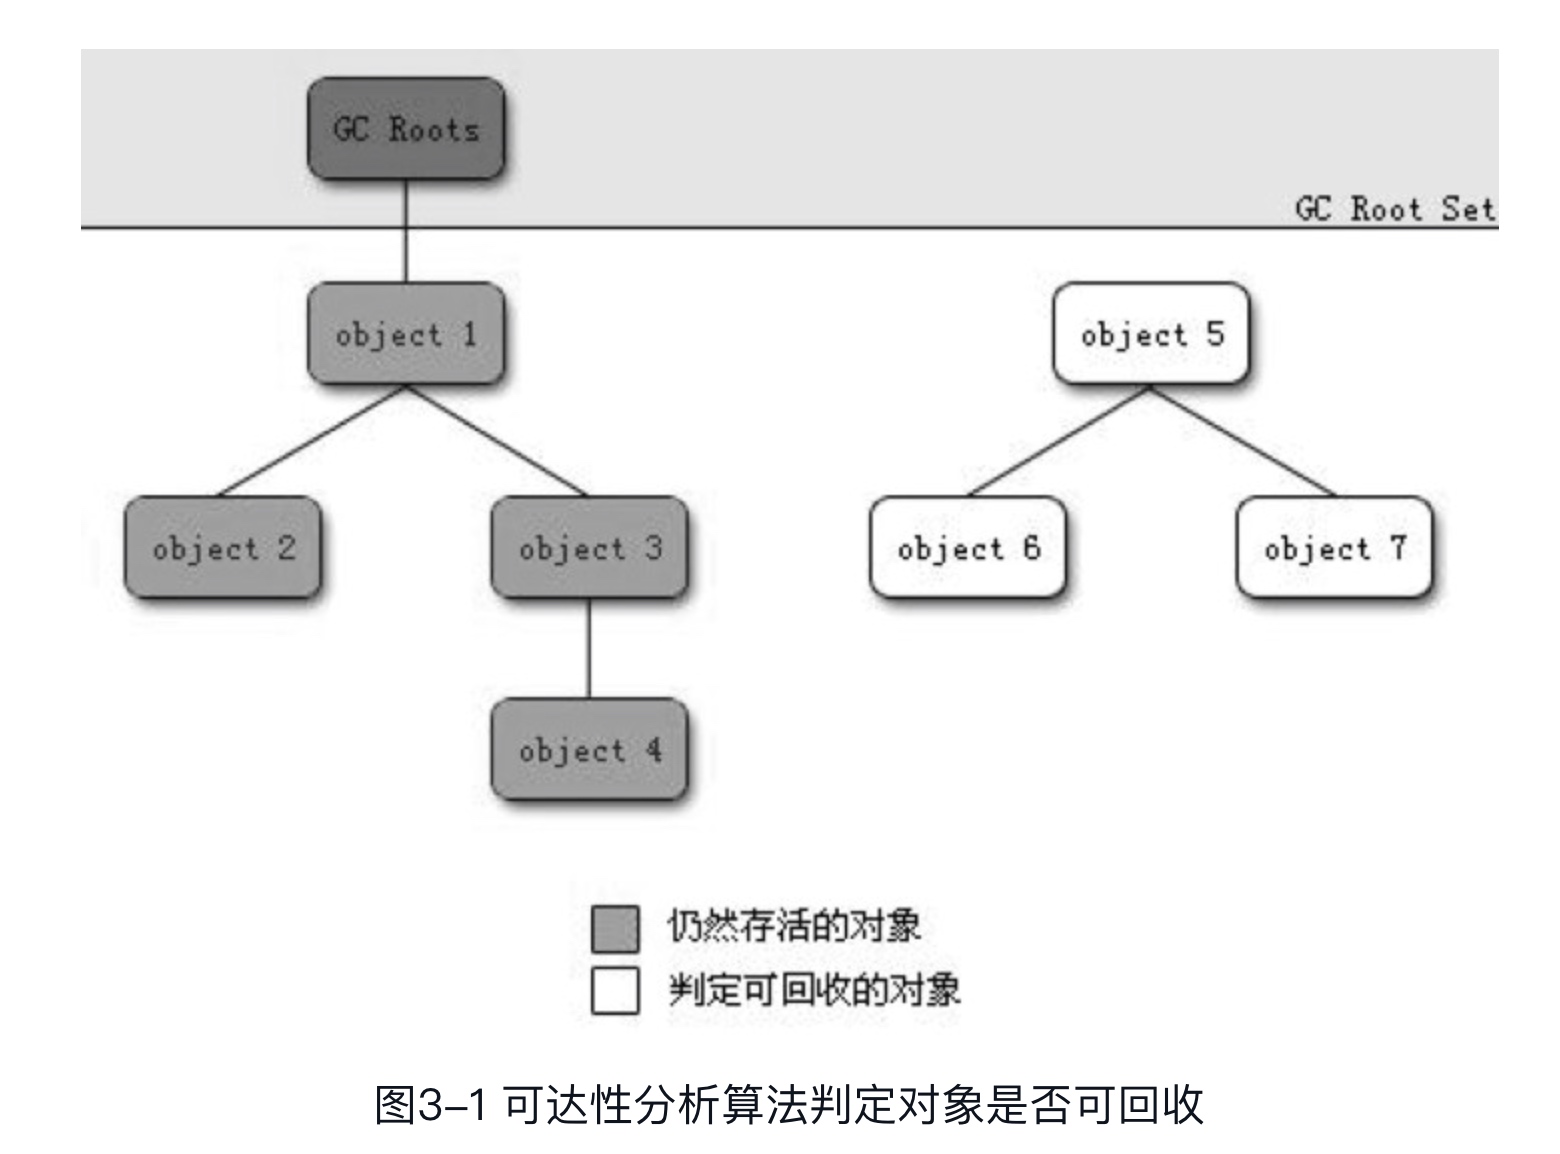 GC Roots
GC Root Set
object 1
object 5
object 2
object 3
object 6
object 7
object 4
仍然存活的对象
判定可回收的对象
图3–1 可达性分析算法判定对象是否可回收